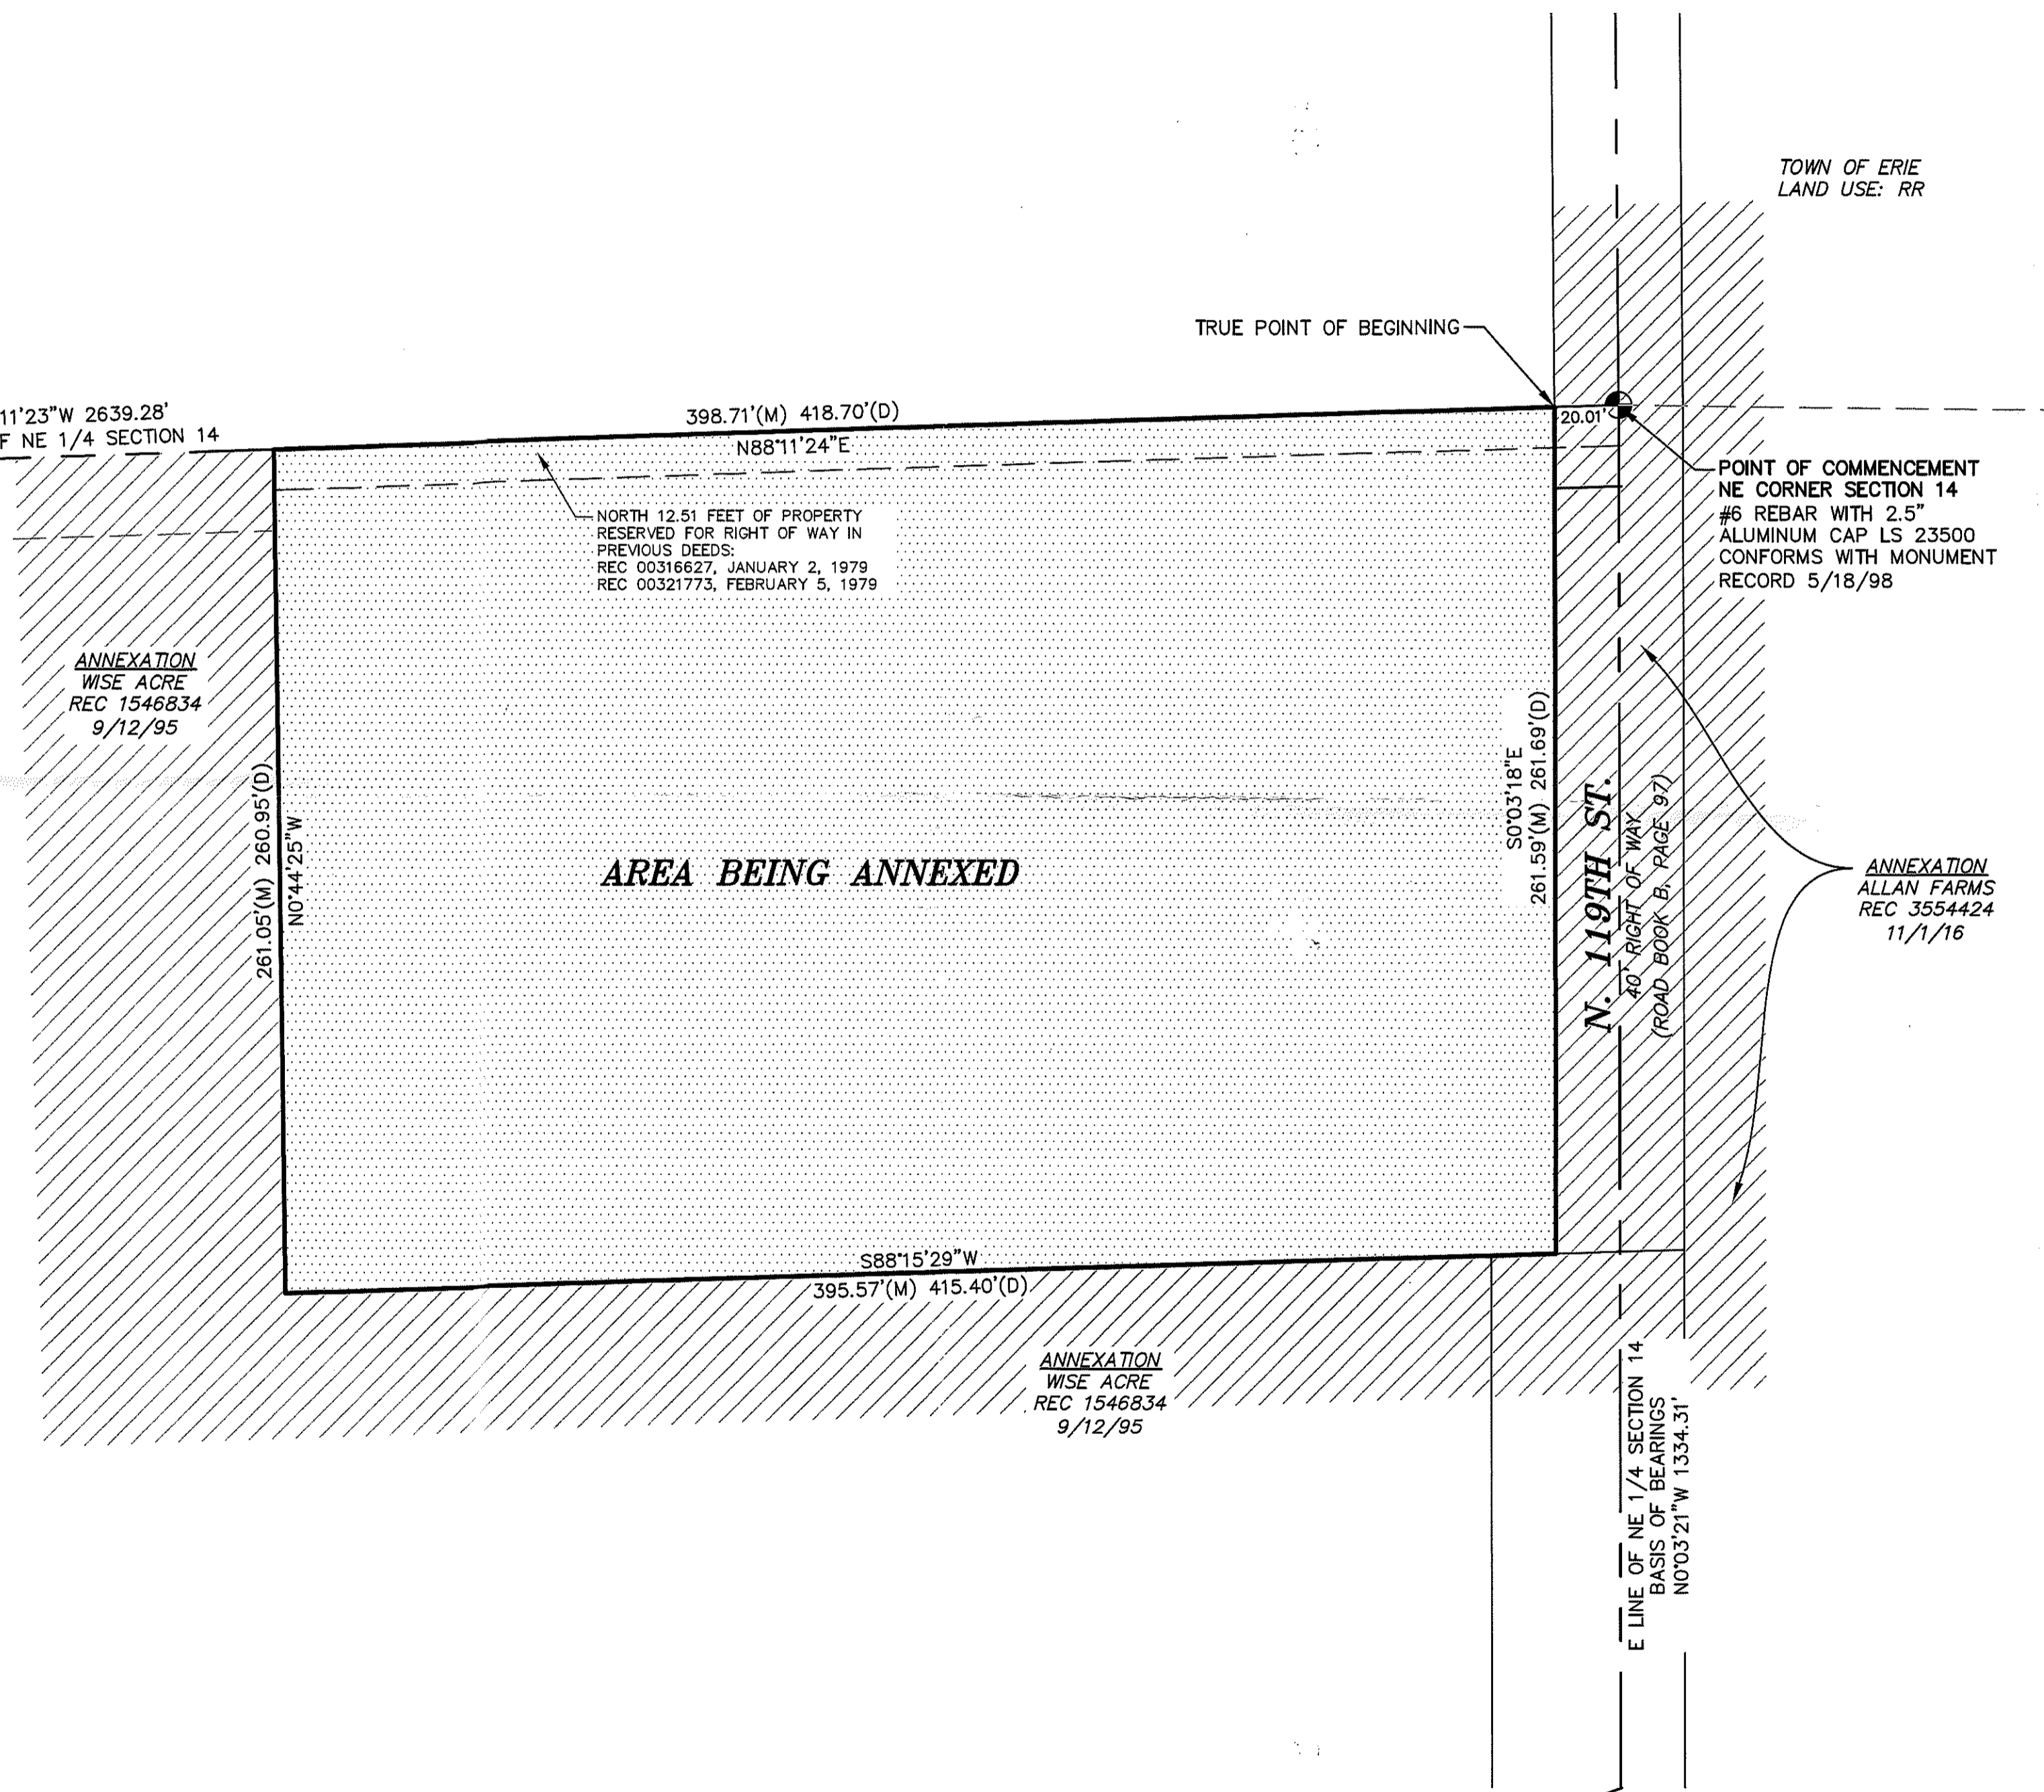 TOWN OF ERIE
LAND USE: RR
TRUE POINT OF BEGINNING
11'23"W 2639.28'
F NE 1/4 SECTION 14
398.71'(M) 418.70'(D)
N88°11'24"E
20.01'
POINT OF COMMENCEMENT
NE CORNER SECTION 14
#6 REBAR WITH 2.5"
ALUMINUM CAP LS 23500
CONFORMS WITH MONUMENT
RECORD 5/18/98
NORTH 12.51 FEET OF PROPERTY
RESERVED FOR RIGHT OF WAY IN
PREVIOUS DEEDS:
REC 00316627, JANUARY 2, 1979
REC 00321773, FEBRUARY 5, 1979
ANNEXATION
WISE ACRE
REC 1546834
9/12/95
261.05'(M) 260.95'(D)
N0°44'25"W
AREA BEING ANNEXED
S0°03'18"E
261.59'(M) 261.69'(D)
N. 119TH ST.
40' RIGHT OF WAY
(ROAD BOOK B, PAGE 97)
ANNEXATION
ALLAN FARMS
REC 3554424
11/1/16
S88°15'29"W
395.57'(M) 415.40'(D)
ANNEXATION
WISE ACRE
REC 1546834
9/12/95
E LINE OF NE 1/4 SECTION 14
BASIS OF BEARINGS
N0°03'21"W 1334.31'